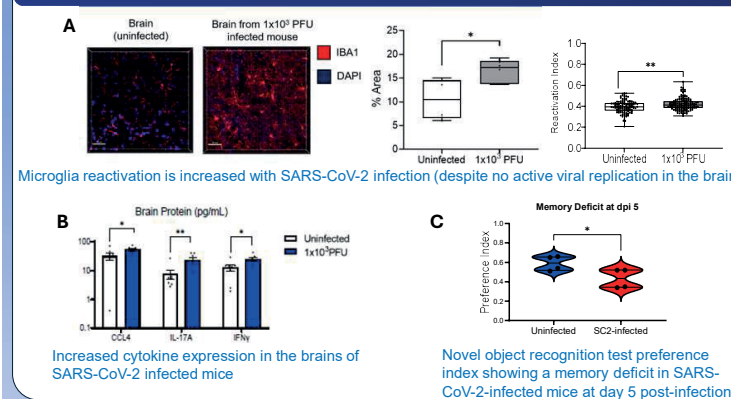 A
Brain
(uninfected)
Brain from 1x10³ PFU
infected mouse
IBA1
DAPI
% Area
25
20
15
10
5
0
*
Uninfected
1x10³ PFU
Reactivation Index
1.0
0.8
0.6
0.4
0.2
0.0
**
Uninfected
1x10³ PFU
Microglia reactivation is increased with SARS-CoV-2 infection (despite no active viral replication in the brain
B
Brain Protein (pg/mL)
100
10
1
0.1
*
**
*
CCL4
IL-17A
IFNγ
Uninfected
1x10³PFU
Increased cytokine expression in the brains of
SARS-CoV-2 infected mice
C
Memory Deficit at dpi 5
Preference Index
1.0
0.8
0.6
0.4
0.2
0.0
*
Uninfected
SC2-infected
Novel object recognition test preference
index showing a memory deficit in SARS-
CoV-2-infected mice at day 5 post-infection